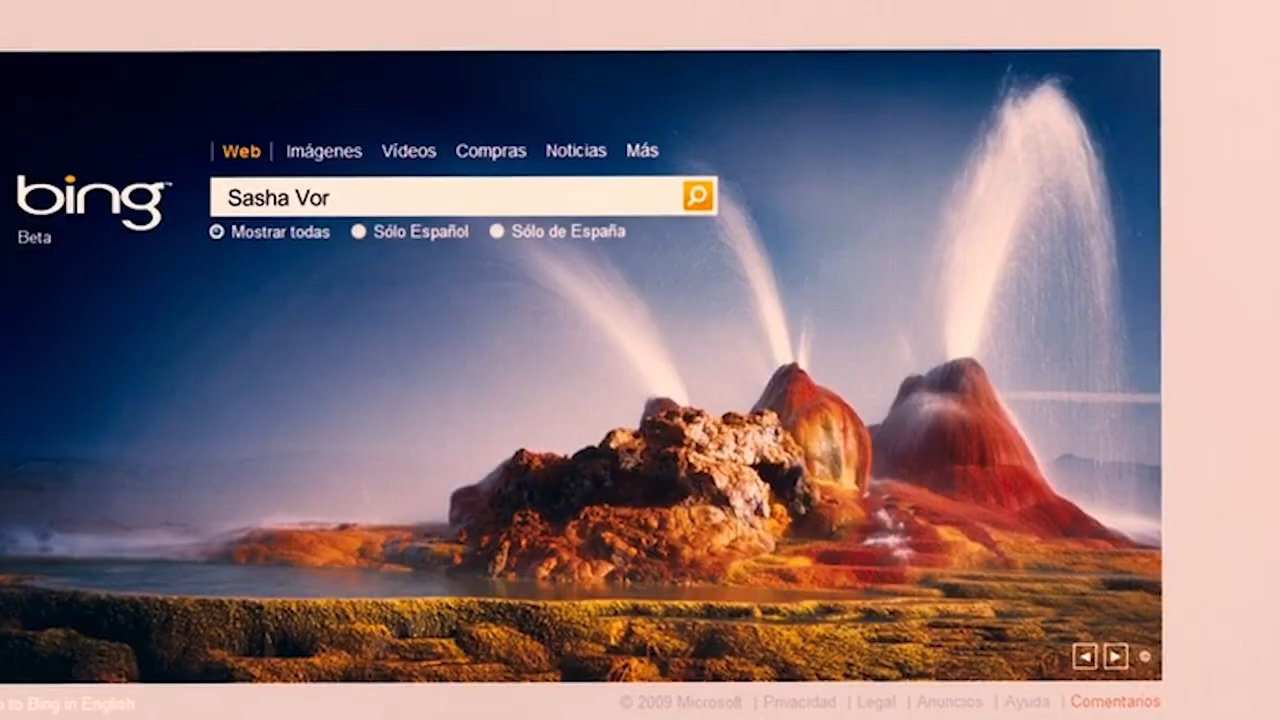 Web | Imágenes Vídeos Compras Noticias Más
bing™
Sasha Vor
Beta
Mostrar todas Sólo Español Sólo de España
to Bing in English
© 2009 Microsoft | Privacidad | Legal | Anuncios | Ayuda | Comentarios